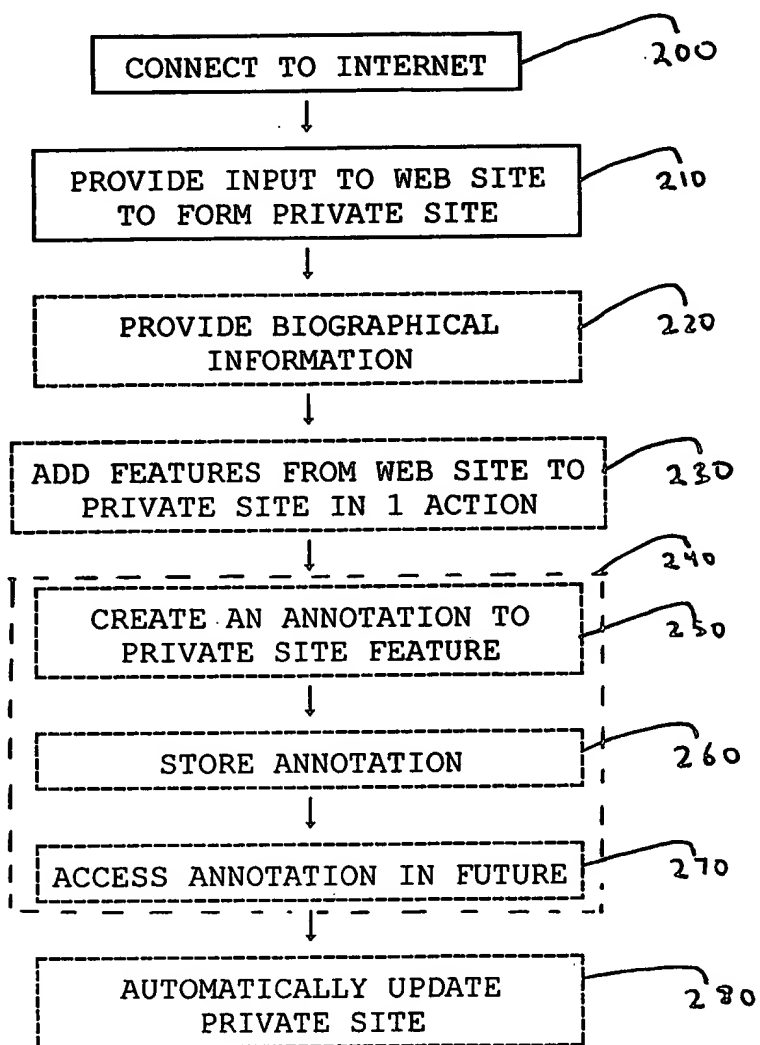 CONNECT TO INTERNET
200
PROVIDE INPUT TO WEB SITE
TO FORM PRIVATE SITE
210
PROVIDE BIOGRAPHICAL
INFORMATION
220
ADD FEATURES FROM WEB SITE TO
PRIVATE SITE IN 1 ACTION
230
240
CREATE AN ANNOTATION TO
PRIVATE SITE FEATURE
250
STORE ANNOTATION
260
ACCESS ANNOTATION IN FUTURE
270
AUTOMATICALLY UPDATE
PRIVATE SITE
280